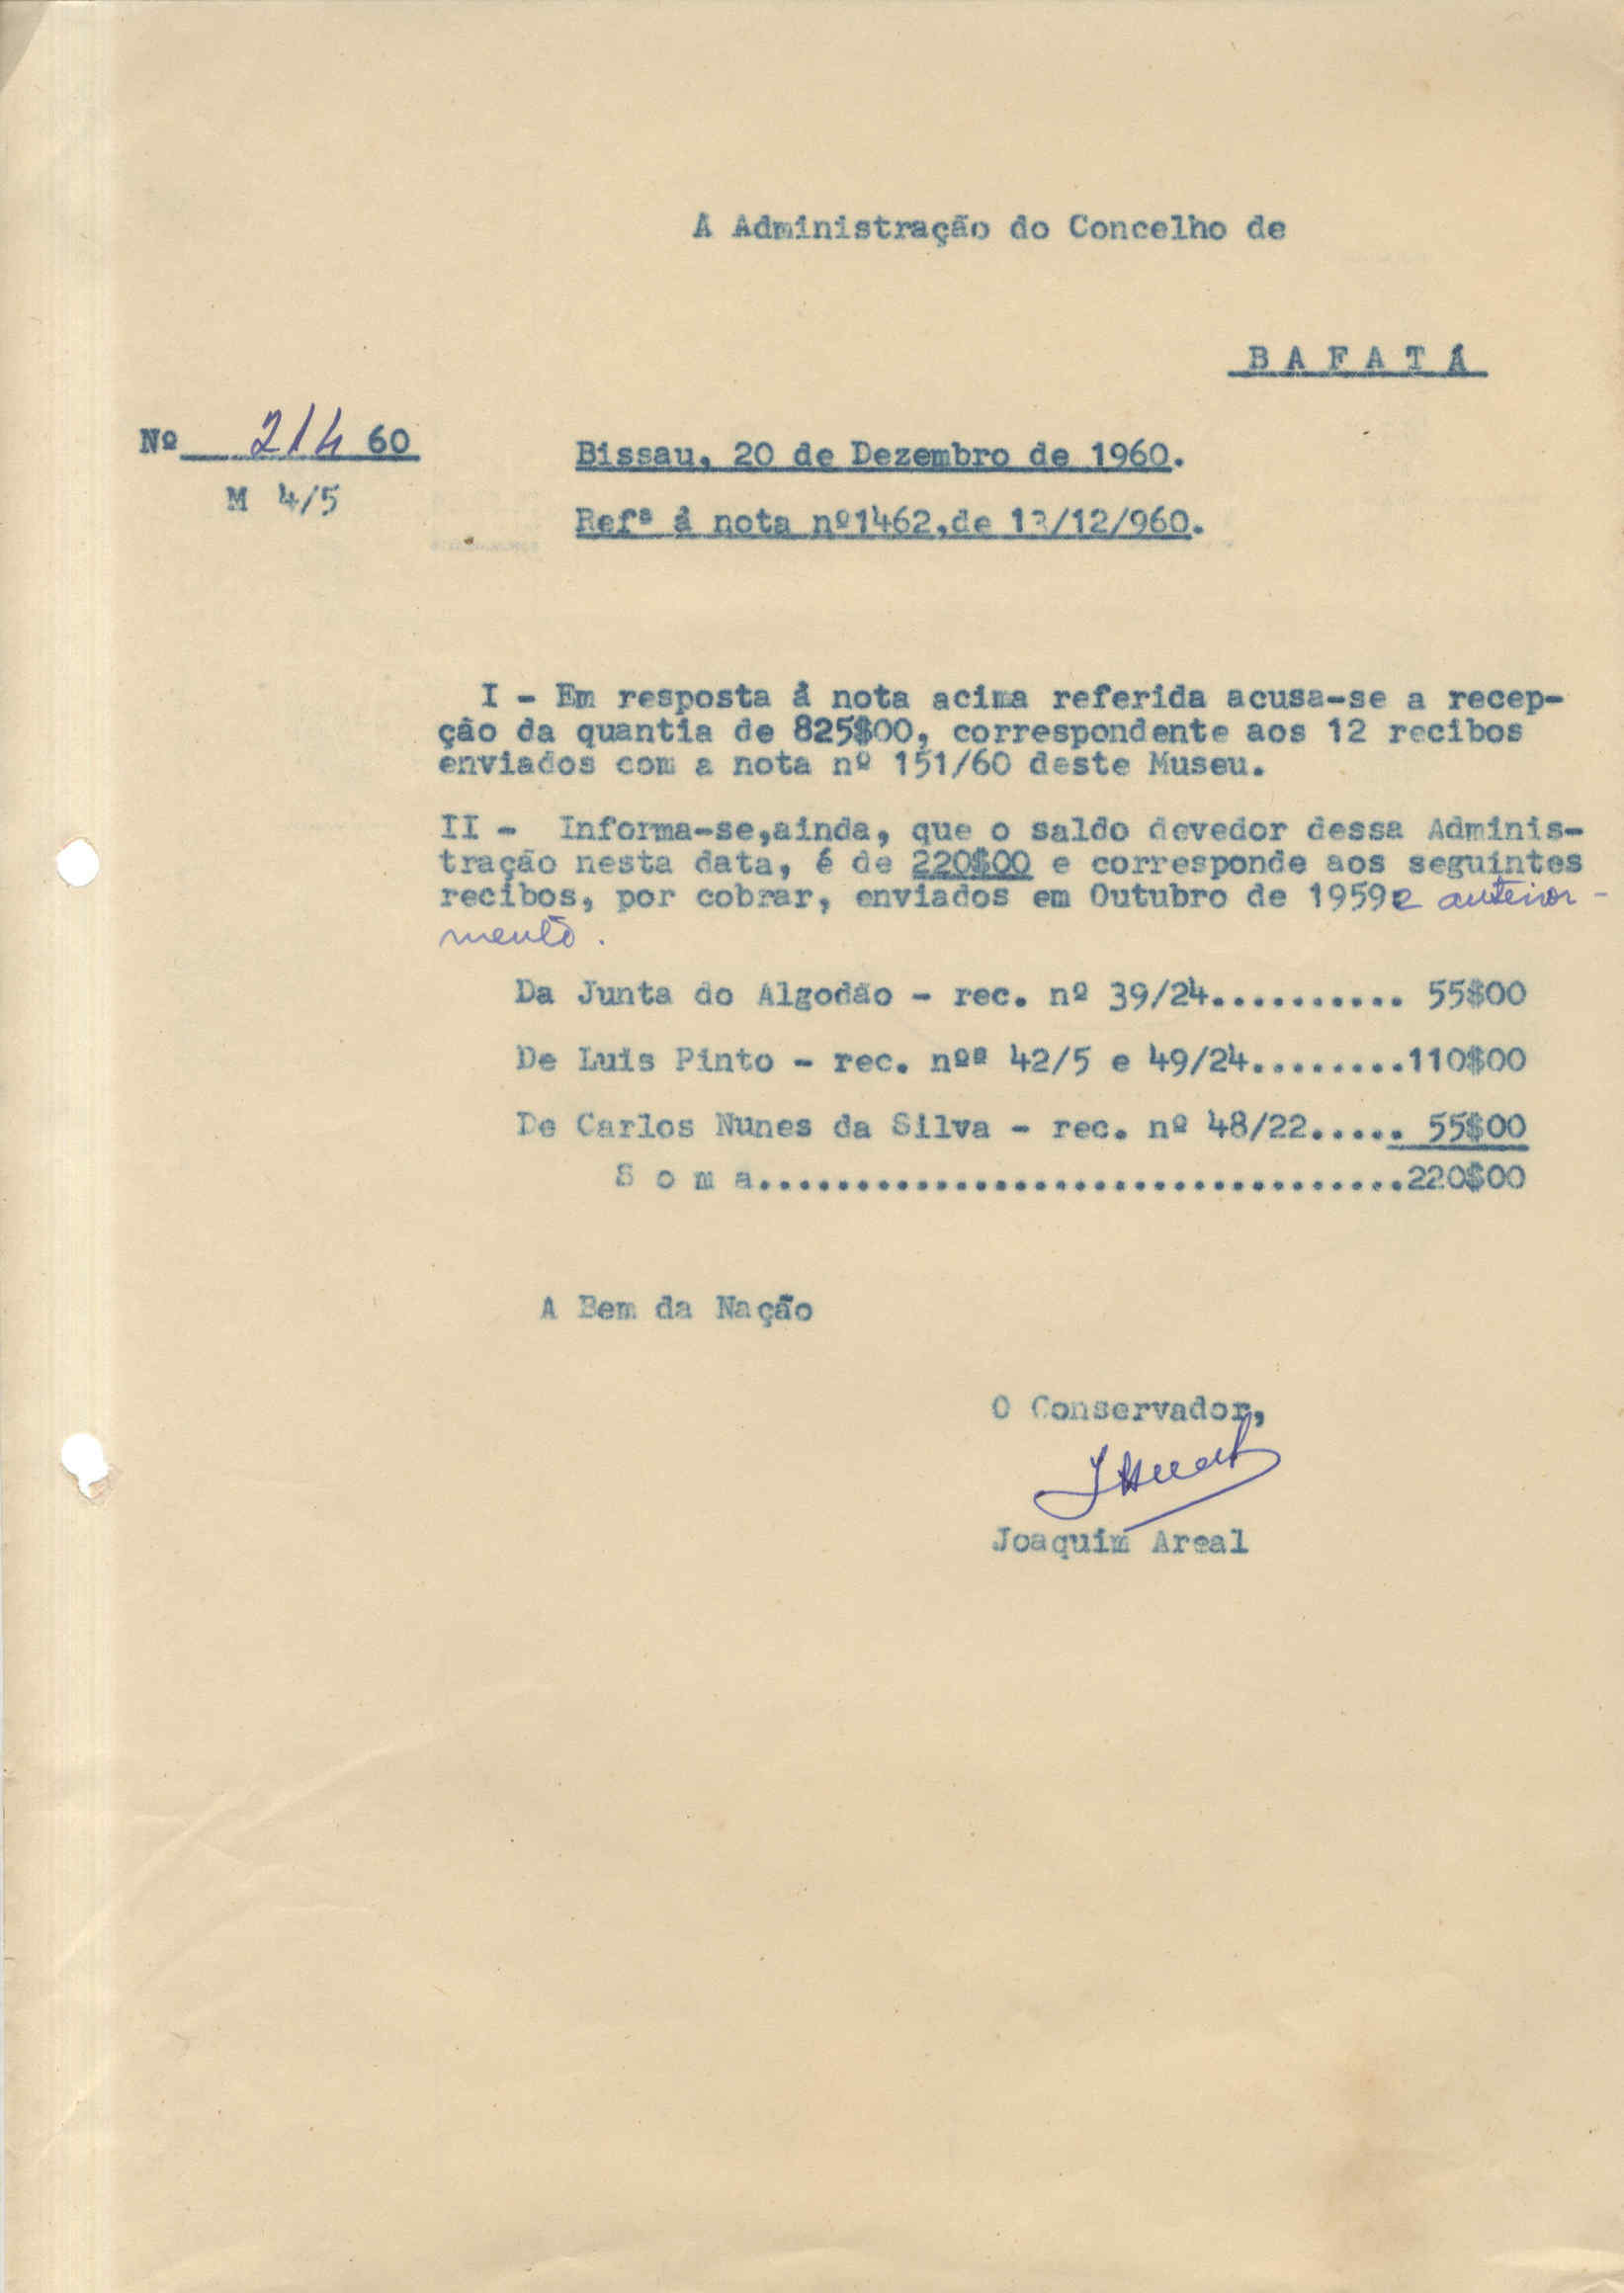 Á Administração do Concelho de
B A F A T Á
Nº 214 60
M 4/5
Bissau, 20 de Dezembro de 1960.
Refª á nota nº1462,de 13/12/960.
I - Em resposta á nota acima referida acusa-se a recep-
ção da quantia de 825$00, correspondente aos 12 recibos
enviados com a nota nº 151/60 deste Museu.
II - Informa-se,ainda, que o saldo devedor dessa Adminis-
tração nesta data, é de 220$00 e corresponde aos seguintes
recibos, por cobrar, enviados em Outubro de 1959 e anterior-
mente.
Da Junta do Algodão - rec. nº 39/24.......... 55$00
De Luis Pinto - rec. nºª 42/5 e 49/24........110$00
De Carlos Nunes da Silva - rec. nº 48/22..... 55$00
S o m a.................................220$00
A Bem da Nação
O Conservador,
Joaquim Areal